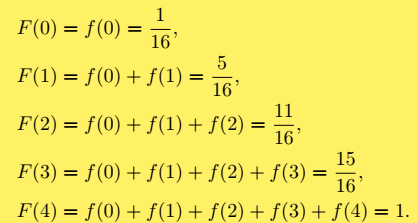 F(0) = f(0) = 1/16,
F(1) = f(0) + f(1) = 5/16,
F(2) = f(0) + f(1) + f(2) = 11/16,
F(3) = f(0) + f(1) + f(2) + f(3) = 15/16,
F(4) = f(0) + f(1) + f(2) + f(3) + f(4) = 1.